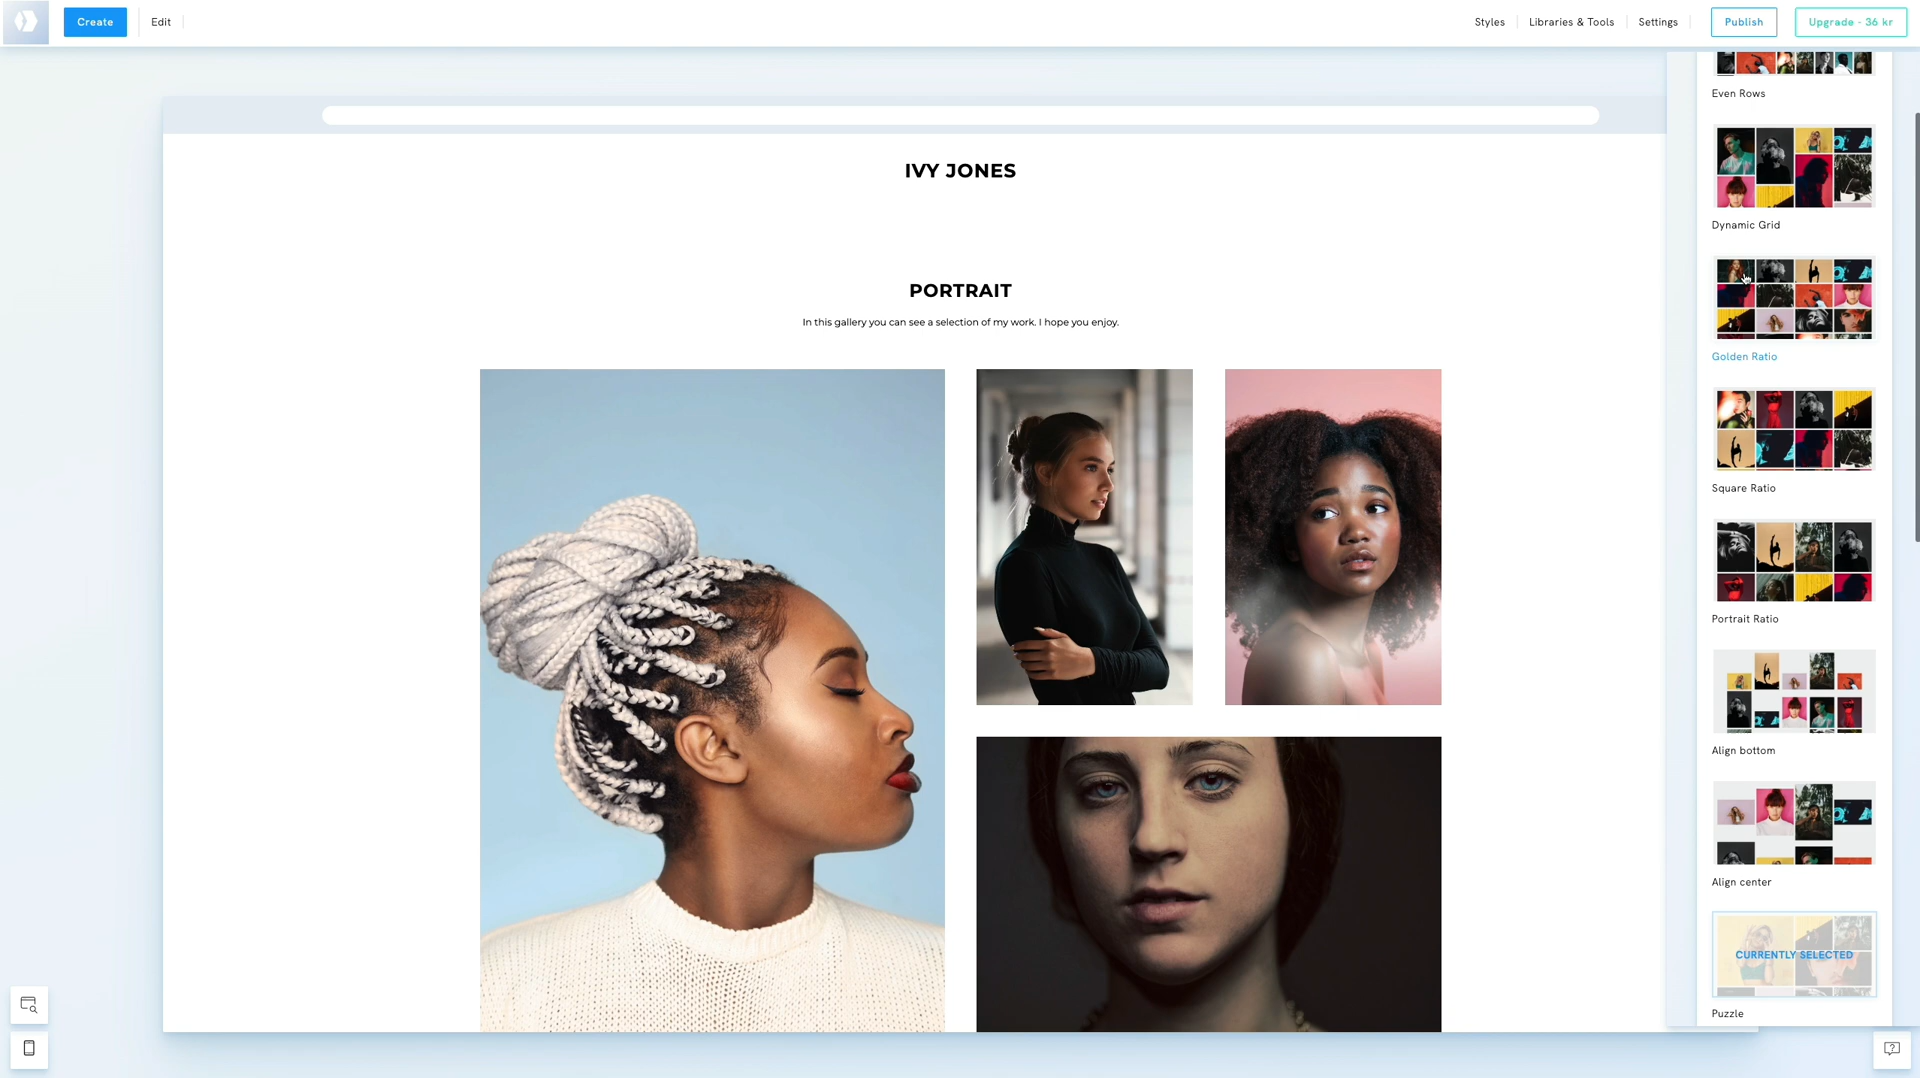 Create
Edit
Styles
Libraries & Tools
Settings
Publish
Upgrade - 36 kr
IVY JONES
PORTRAIT
In this gallery you can see a selection of my work. I hope you enjoy.
Even Rows
Dynamic Grid
Golden Ratio
Square Ratio
Portrait Ratio
Align bottom
Align center
CURRENTLY SELECTED
Puzzle